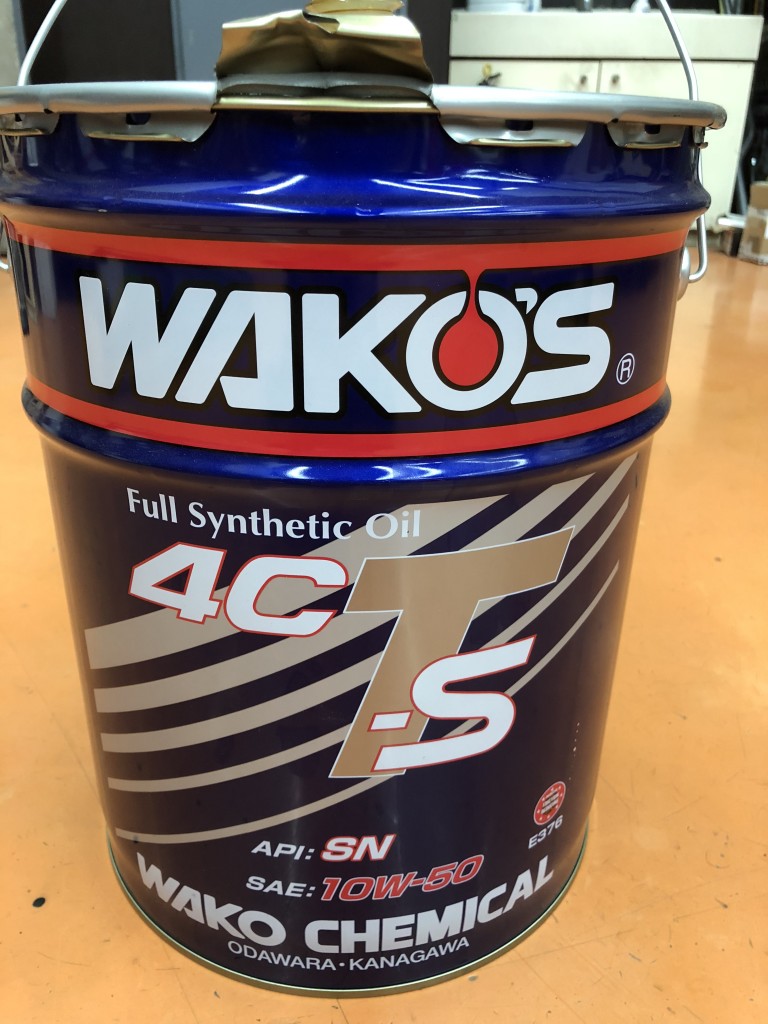 WAKO'S ®
Full Synthetic Oil
4CT-S
E376
API: SN
SAE: 10W-50
WAKO CHEMICAL
ODAWARA・KANAGAWA